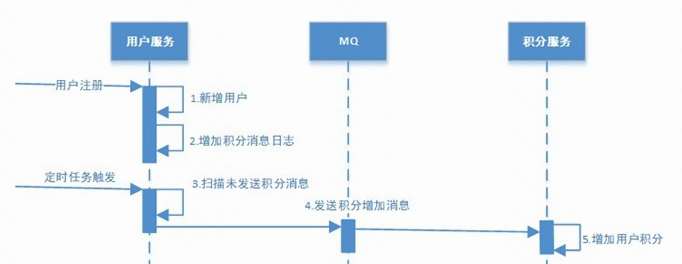 用户服务
MQ
积分服务
用户注册
1.新增用户
2.增加积分消息日志
定时任务触发
3.扫描未发送积分消息
4.发送积分增加消息
5.增加用户积分